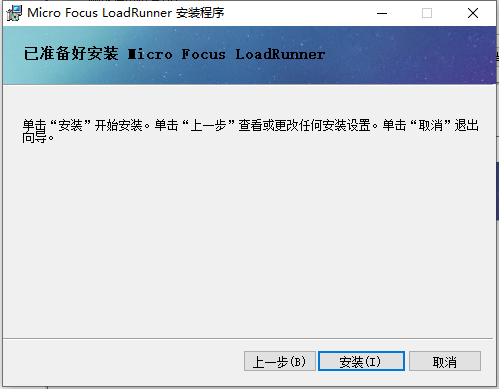 Micro Focus LoadRunner 安装程序
已准备好安装 Micro Focus LoadRunner
单击“安装”开始安装。单击“上一步”查看或更改任何安装设置。单击“取消”退出
向导。
上一步(B) 安装(I) 取消